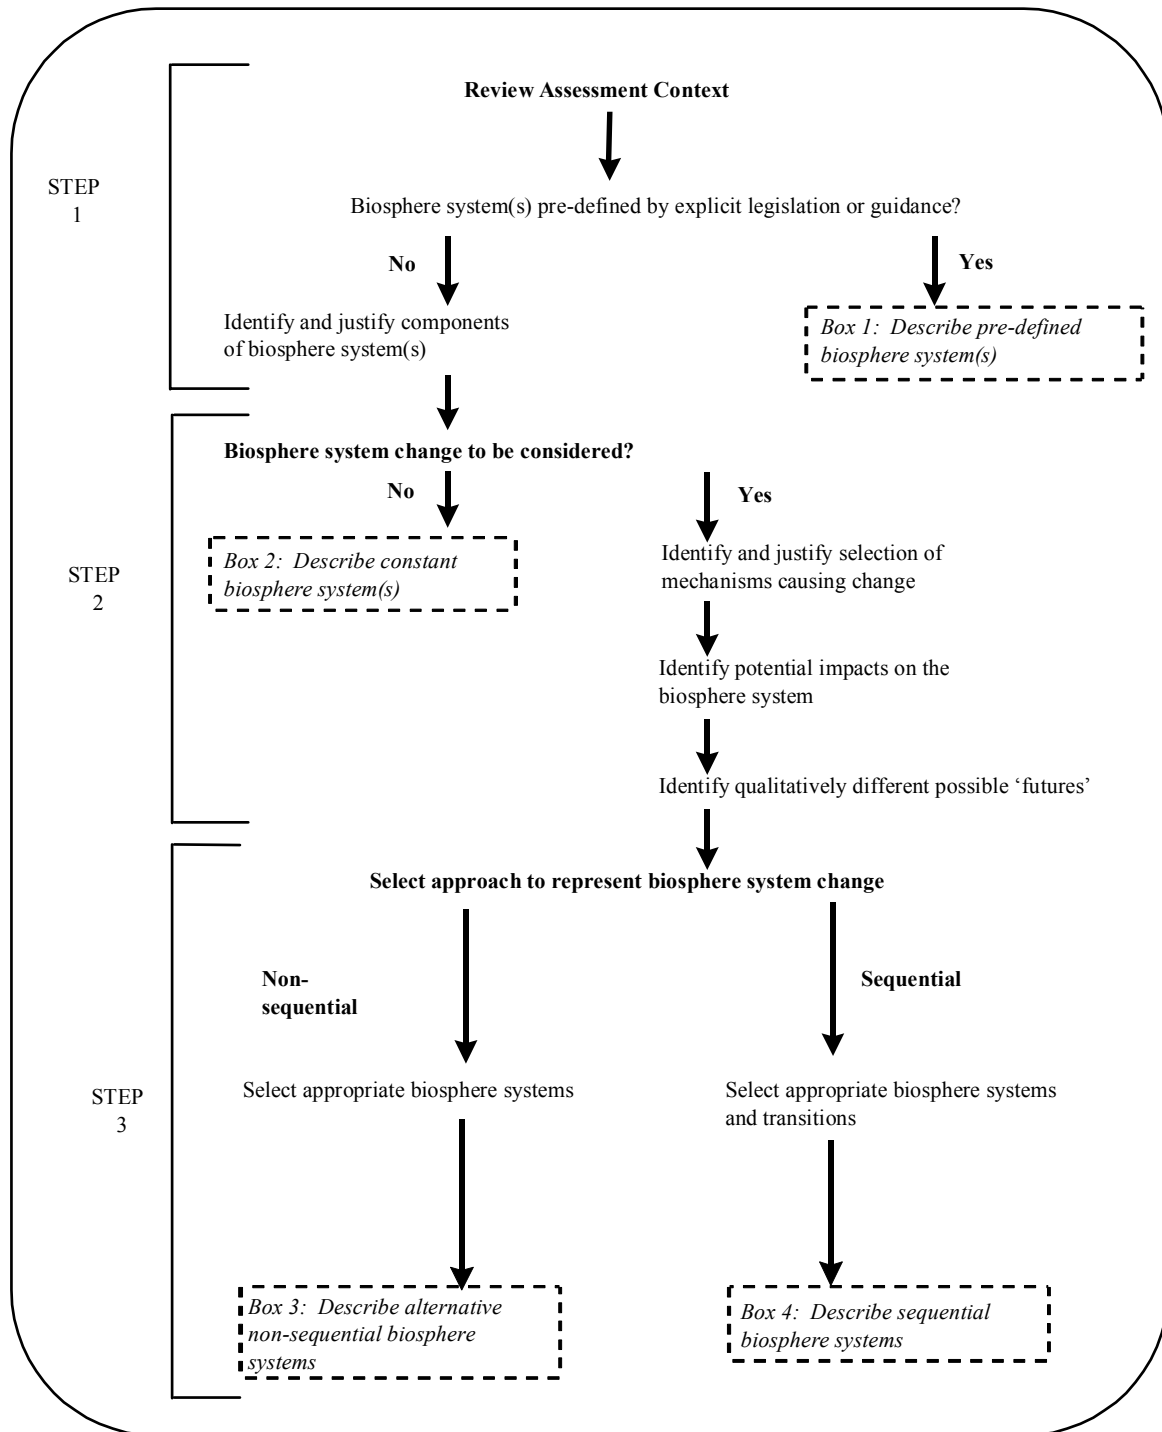 Review Assessment Context
STEP
1
Biosphere system(s) pre-defined by explicit legislation or guidance?
No
Yes
Identify and justify components
of biosphere system(s)
Box 1:  Describe pre-defined
biosphere system(s)
Biosphere system change to be considered?
No
Yes
STEP
2
Box 2:  Describe constant
biosphere system(s)
Identify and justify selection of
mechanisms causing change
Identify potential impacts on the
biosphere system
Identify qualitatively different possible ‘futures’
Select approach to represent biosphere system change
Non-
sequential
Sequential
STEP
3
Select appropriate biosphere systems
Select appropriate biosphere systems
and transitions
Box 3:  Describe alternative
non-sequential biosphere
systems
Box 4:  Describe sequential
biosphere systems